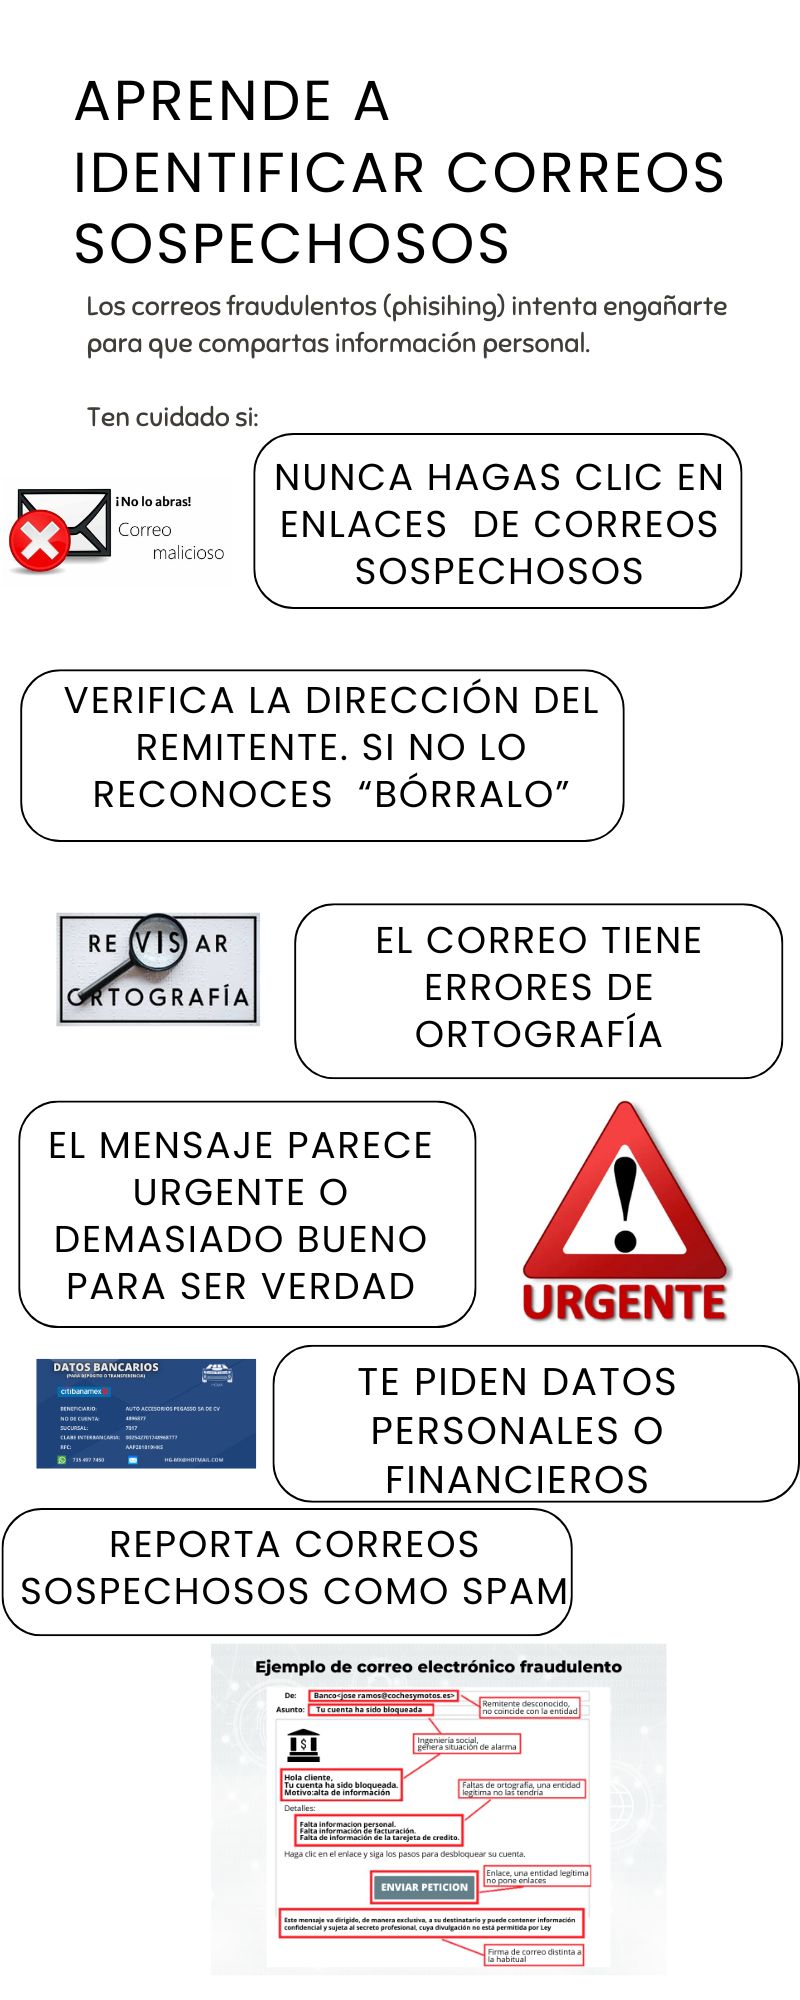 APRENDE A
IDENTIFICAR CORREOS
SOSPECHOSOS
Los correos fraudulentos (phisihing) intenta engañarte
para que compartas información personal.
Ten cuidado si:
¡No lo abras!
Correo
malicioso
NUNCA HAGAS CLIC EN
ENLACES DE CORREOS
SOSPECHOSOS
VERIFICA LA DIRECCIÓN DEL
REMITENTE. SI NO LO
RECONOCES “BÓRRALO”
REVISAR
ORTOGRAFÍA
EL CORREO TIENE
ERRORES DE
ORTOGRAFÍA
EL MENSAJE PARECE
URGENTE O
DEMASIADO BUENO
PARA SER VERDAD
URGENTE
DATOS BANCARIOS
(PARA DEPÓSITO O TRANSFERENCIA)
citibanamex
BENEFICIARIO: AUTO ACCESORIOS PEGASSO SA DE CV
NO DE CUENTA: 4896877
SUCURSAL: 7017
CLABE INTERBANCARIA:
RFC:
735 497 7450 HG-MX@HOTMAIL.COM
TE PIDEN DATOS
PERSONALES O
FINANCIEROS
REPORTA CORREOS
SOSPECHOSOS COMO SPAM
Ejemplo de correo electrónico fraudulento
De: Banco<jose ramos@cochesymotos.es>
Remitente desconocido,
no coincide con la entidad
Asunto: Tu cuenta ha sido bloqueada
Ingeniería social,
genera situación de alarma
Hola cliente,
Tu cuenta ha sido bloqueada.
Motivo:alta de información
Faltas de ortografía, una entidad
legitima no las tendria
Detalles:
Falta informacion personal.
Falta información de facturación.
Falta de información de la tarejeta de credito.
Haga clic en el enlace y siga los pasos para desbloquear su cuenta.
Enlace, una entidad legítima
no pone enlaces
ENVIAR PETICION
Este mensaje va dirigido, de manera exclusiva, a su destinatario y puede contener información
confidencial y sujeta al secreto profesional, cuya divulgación no está permitida por Ley
Firma de correo distinta a
la habitual